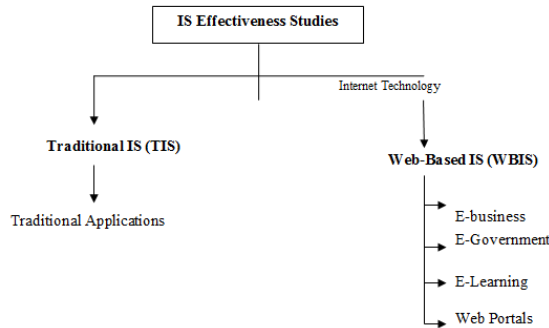 IS Effectiveness Studies
Internet Technology
Traditional IS (TIS)
Web-Based IS (WBIS)
Traditional Applications
E-business
E-Government
E-Learning
Web Portals